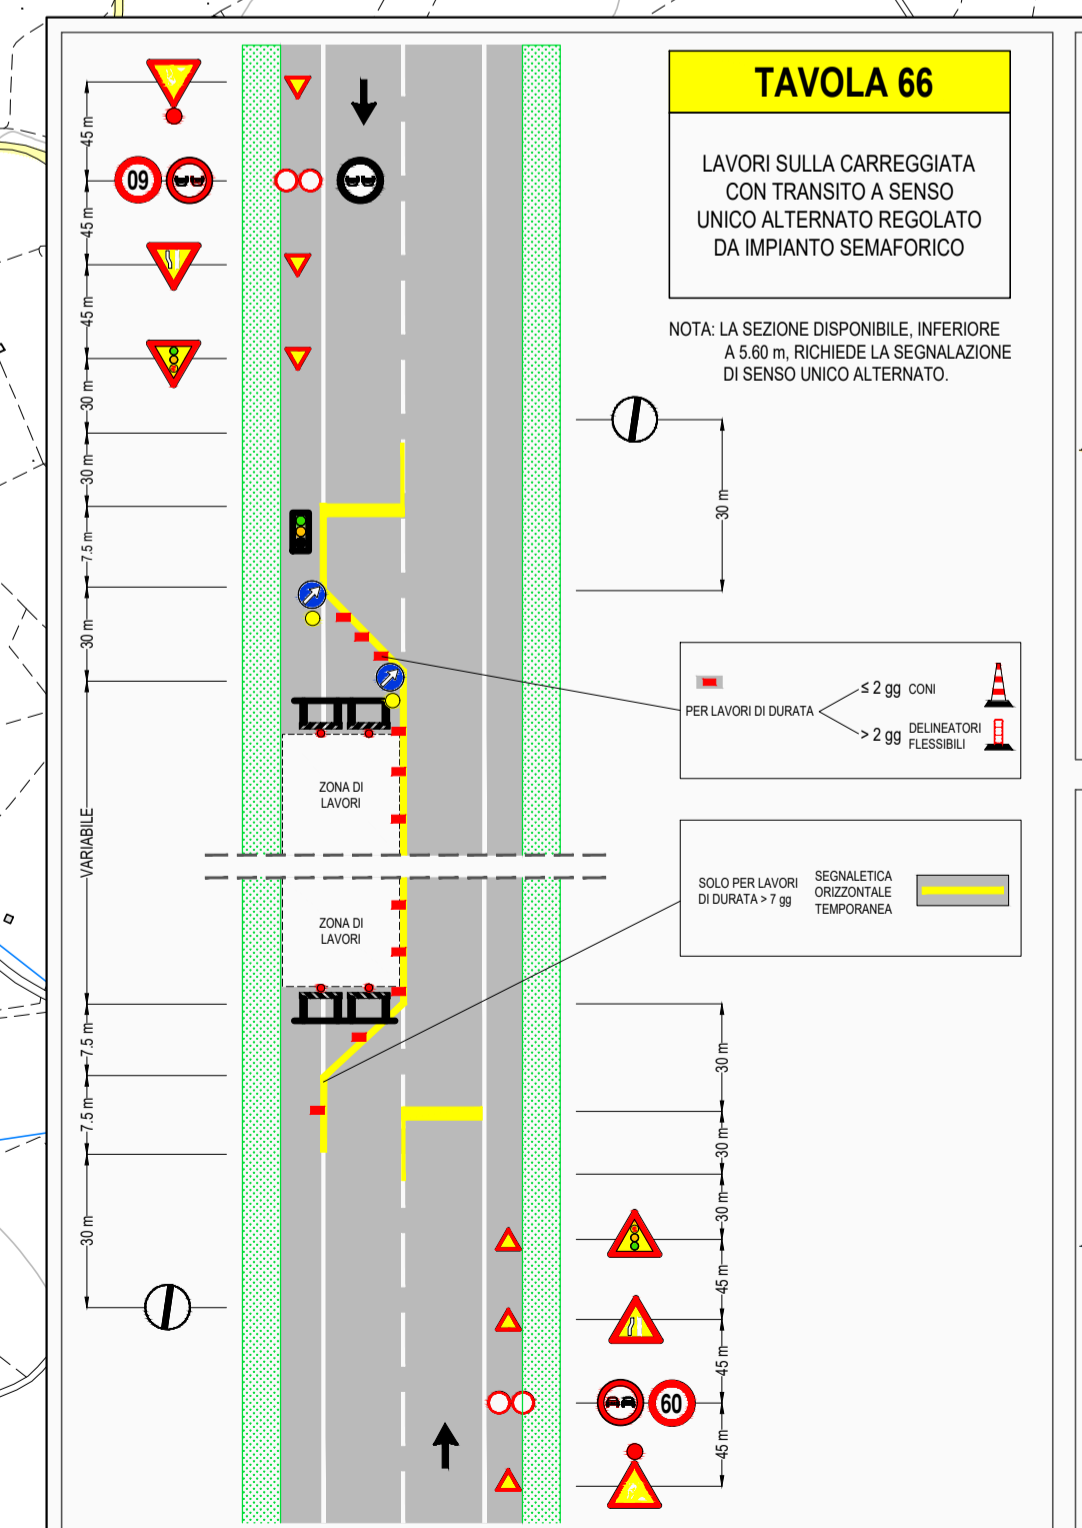 TAVOLA 66
LAVORI SULLA CARREGGIATA
CON TRANSITO A SENSO
UNICO ALTERNATO REGOLATO
DA IMPIANTO SEMAFORICO
NOTA: LA SEZIONE DISPONIBILE, INFERIORE
A 5.60 m, RICHIEDE LA SEGNALAZIONE
DI SENSO UNICO ALTERNATO.
45 m
60
45 m
45 m
30 m
30 m
7.5 m
30 m
VARIABILE
7.5 m
7.5 m
30 m
30 m
PER LAVORI DI DURATA
≤ 2 gg CONI
> 2 gg DELINEATORI
FLESSIBILI
ZONA DI
LAVORI
SOLO PER LAVORI
DI DURATA > 7 gg
SEGNALETICA
ORIZZONTALE
TEMPORANEA
ZONA DI
LAVORI
30 m
30 m
30 m
45 m
45 m
60
45 m